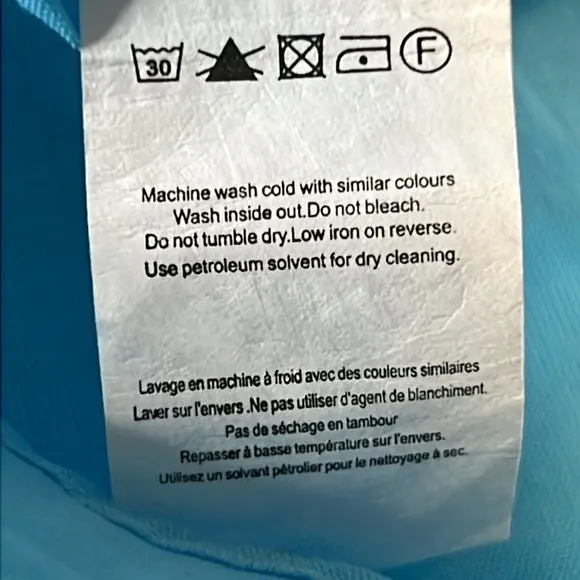 30 F
Machine wash cold with similar colours
Wash inside out.Do not bleach.
Do not tumble dry.Low iron on reverse.
Use petroleum solvent for dry cleaning.
Lavage en machine à froid avec des couleurs similaires
Laver sur l'envers .Ne pas utiliser d'agent de blanchiment.
Pas de séchage en tambour
Repasser à basse température sur l'envers.
Utilisez un solvant pétrolier pour le nettoyage à sec.